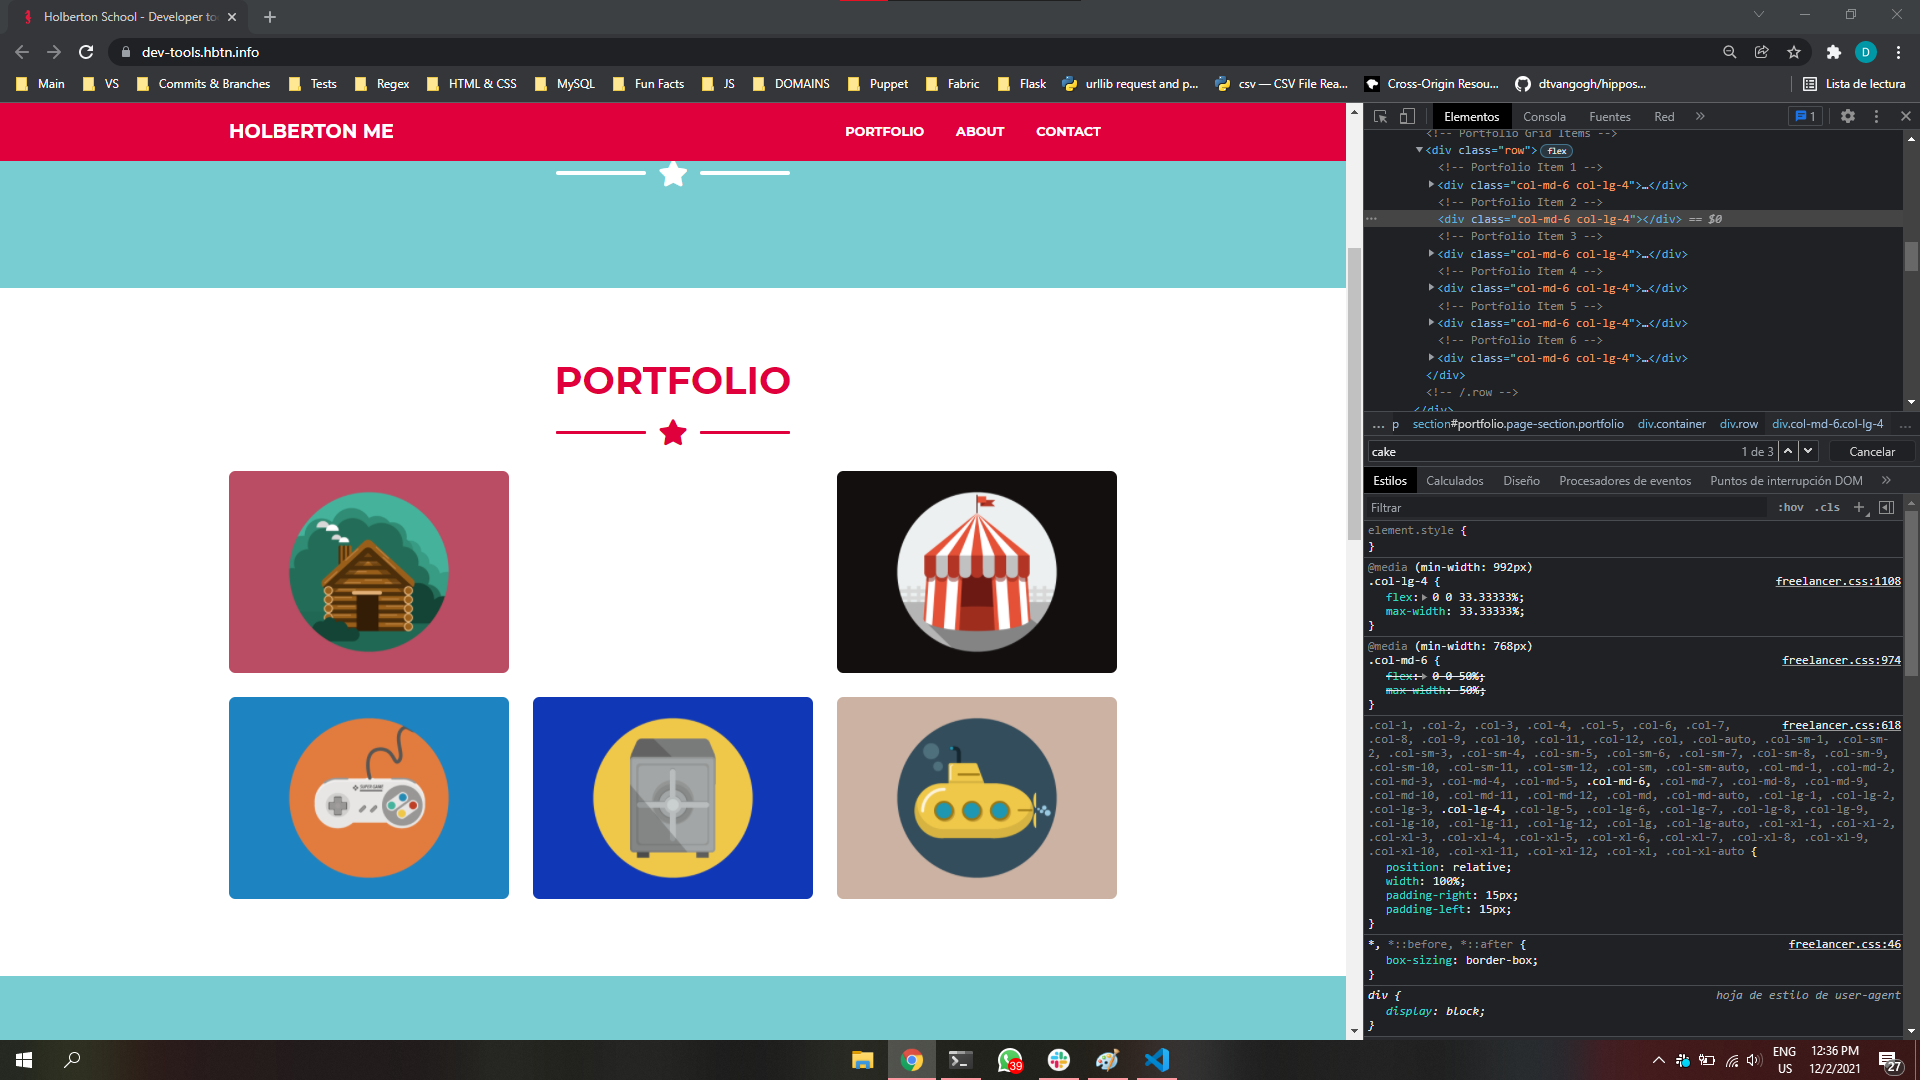 Holberton School - Developer to
dev-tools.hbtn.info
D
Main VS Commits & Branches Tests Regex HTML & CSS MySQL Fun Facts JS DOMAINS Puppet Fabric Flask urllib request and p... csv — CSV File Rea... Cross-Origin Resou... dtvangogh/hippos... Lista de lectura
HOLBERTON ME PORTFOLIO ABOUT CONTACT
PORTFOLIO
SUPER GAME
Elementos Consola Fuentes Red » 1
<!-- Portfolio Grid Items -->
<div class="row"> flex
<!-- Portfolio Item 1 -->
<div class="col-md-6 col-lg-4">…</div>
<!-- Portfolio Item 2 -->
<div class="col-md-6 col-lg-4"></div> == $0
<!-- Portfolio Item 3 -->
<div class="col-md-6 col-lg-4">…</div>
<!-- Portfolio Item 4 -->
<div class="col-md-6 col-lg-4">…</div>
<!-- Portfolio Item 5 -->
<div class="col-md-6 col-lg-4">…</div>
<!-- Portfolio Item 6 -->
<div class="col-md-6 col-lg-4">…</div>
</div>
<!-- /.row -->
</div>
... p section#portfolio.page-section.portfolio div.container div.row div.col-md-6.col-lg-4 ...
cake 1 de 3 Cancelar
Estilos Calculados Diseño Procesadores de eventos Puntos de interrupción DOM »
Filtrar :hov .cls +
element.style {
}
@media (min-width: 992px)
.col-lg-4 { freelancer.css:1108
flex: 0 0 33.33333%;
max-width: 33.33333%;
}
@media (min-width: 768px)
.col-md-6 { freelancer.css:974
flex: 0 0 50%;
max-width: 50%;
}
.col-1, .col-2, .col-3, .col-4, .col-5, .col-6, .col-7, freelancer.css:618
.col-8, .col-9, .col-10, .col-11, .col-12, .col, .col-auto, .col-sm-1, .col-sm-
2, .col-sm-3, .col-sm-4, .col-sm-5, .col-sm-6, .col-sm-7, .col-sm-8, .col-sm-9,
.col-sm-10, .col-sm-11, .col-sm-12, .col-sm, .col-sm-auto, .col-md-1, .col-md-2,
.col-md-3, .col-md-4, .col-md-5, .col-md-6, .col-md-7, .col-md-8, .col-md-9,
.col-md-10, .col-md-11, .col-md-12, .col-md, .col-md-auto, .col-lg-1, .col-lg-2,
.col-lg-3, .col-lg-4, .col-lg-5, .col-lg-6, .col-lg-7, .col-lg-8, .col-lg-9,
.col-lg-10, .col-lg-11, .col-lg-12, .col-lg, .col-lg-auto, .col-xl-1, .col-xl-2,
.col-xl-3, .col-xl-4, .col-xl-5, .col-xl-6, .col-xl-7, .col-xl-8, .col-xl-9,
.col-xl-10, .col-xl-11, .col-xl-12, .col-xl, .col-xl-auto {
position: relative;
width: 100%;
padding-right: 15px;
padding-left: 15px;
}
*, *::before, *::after { freelancer.css:46
box-sizing: border-box;
}
div { hoja de estilo de user-agent
display: block;
}
39
ENG
US
12:36 PM
12/2/2021
27